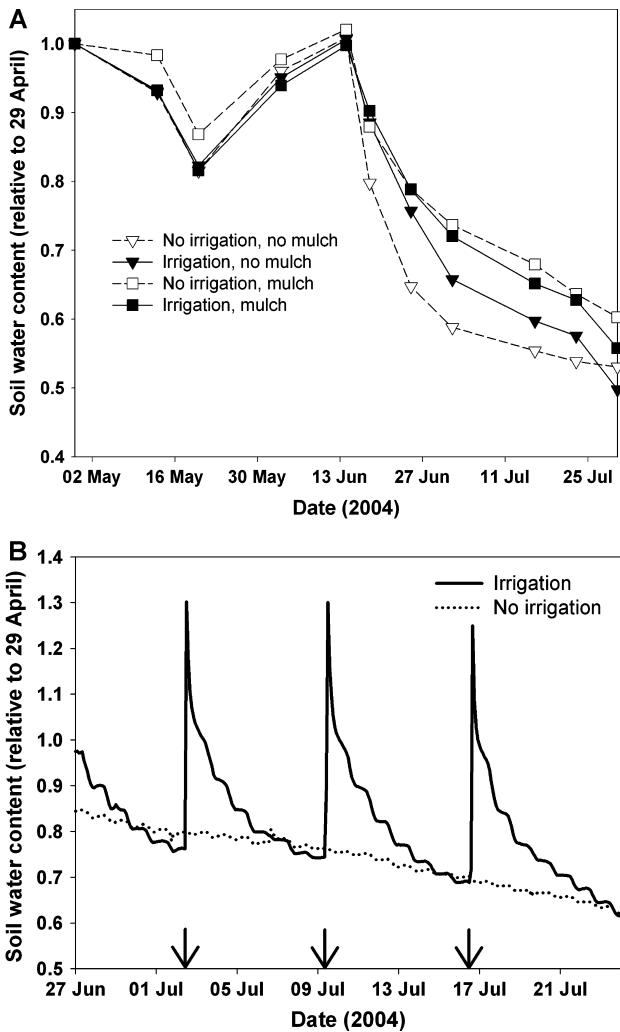 A
Soil water content (relative to 29 April)
1.0
0.9
0.8
0.7
0.6
0.5
0.4
No irrigation, no mulch
Irrigation, no mulch
No irrigation, mulch
Irrigation, mulch
02 May 16 May 30 May 13 Jun 27 Jun 11 Jul 25 Jul
Date (2004)
B
Soil water content (relative to 29 April)
1.4
1.3
1.2
1.1
1.0
0.9
0.8
0.7
0.6
0.5
Irrigation
No irrigation
27 Jun 01 Jul 05 Jul 09 Jul 13 Jul 17 Jul 21 Jul
Date (2004)